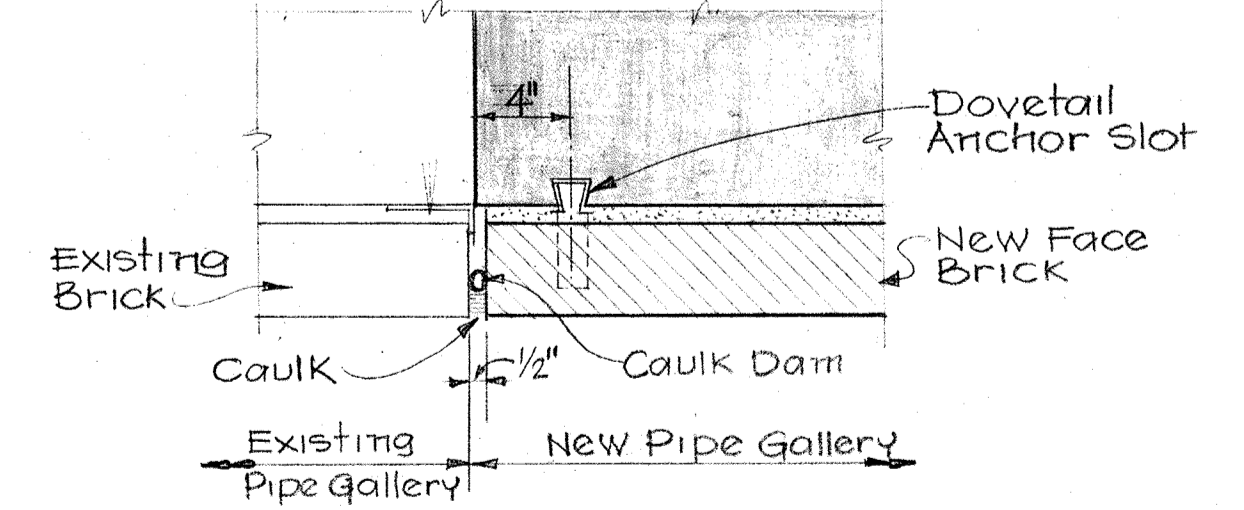 4"
Dovetail
Anchor Slot
Existing
Brick
New Face
Brick
Caulk
1/2"
Caulk Dam
Existing
Pipe Gallery
New Pipe Gallery